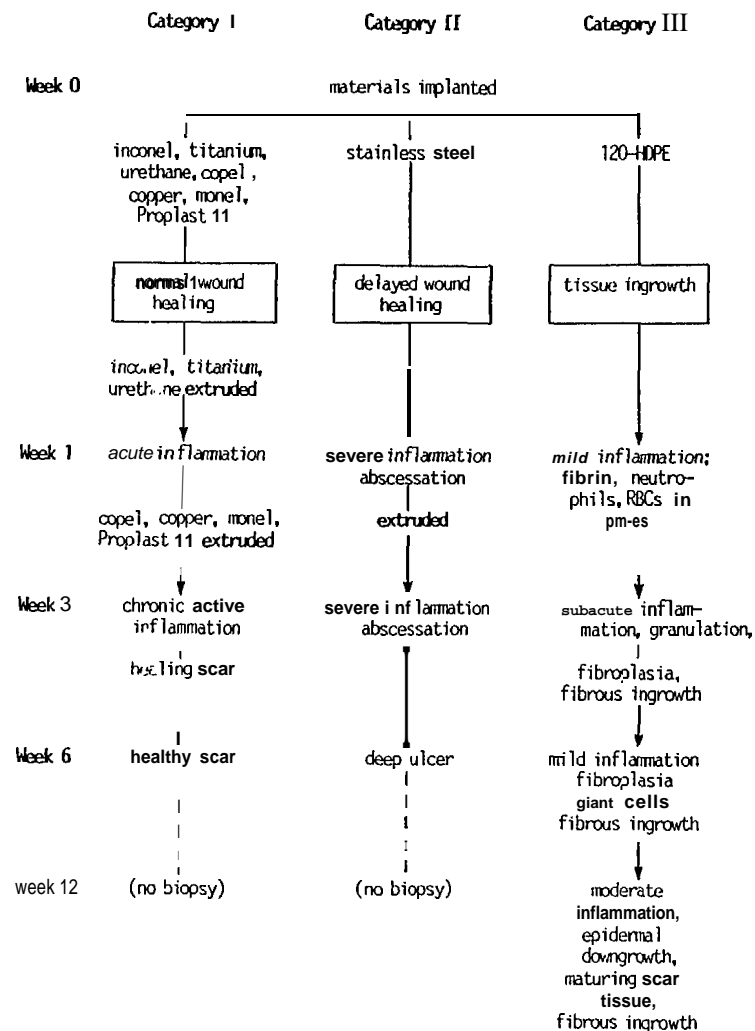 Category I Category II Category III
Week 0 materials implanted
inconel, titanium,
urethane, copel,
copper, monel,
Proplast 11
stainless steel
120-HDPE
normal wound
healing
delayed wound
healing
tissue ingrowth
titanium,
extruded
Week 1
acute inflammation
copel, copper, monel,
Proplast 11 extruded
severe inflammation
abscessation
extruded
mild inflammation;
fibrin, neutro-
phils, RBCs in
pm-es
Week 3
chronic active
inflammation
scar
severe inflammation
abscessation
subacute inflam-
mation, granulation,
fibroplasia,
fibrous ingrowth
Week 6
healthy scar
deep ulcer
mild inflammation
fibroplasia
giant cells
fibrous ingrowth
week 12
(no biopsy)
(no biopsy)
moderate
inflammation,
epidermal
downgrowth,
maturing scar
tissue,
fibrous ingrowth